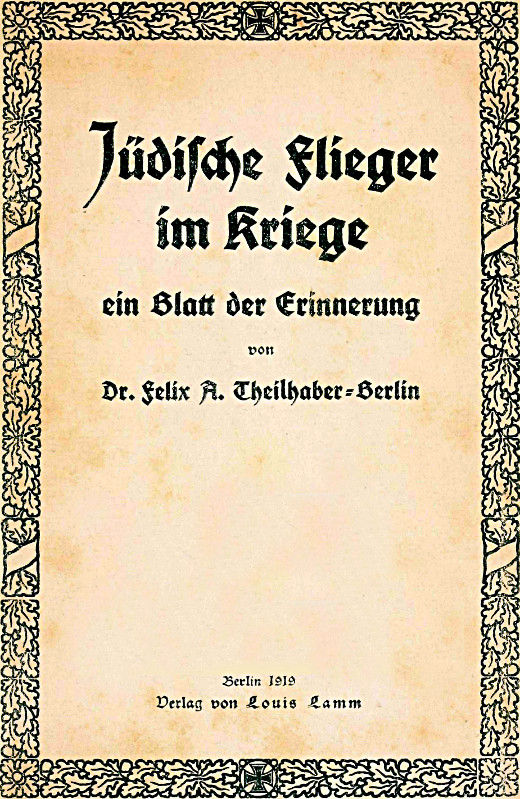 Jüdische Flieger
im Kriege
ein Blatt der Erinnerung
von
Dr. Felix A. Theilhaber-Berlin
Berlin 1919
Verlag von Louis Lamm